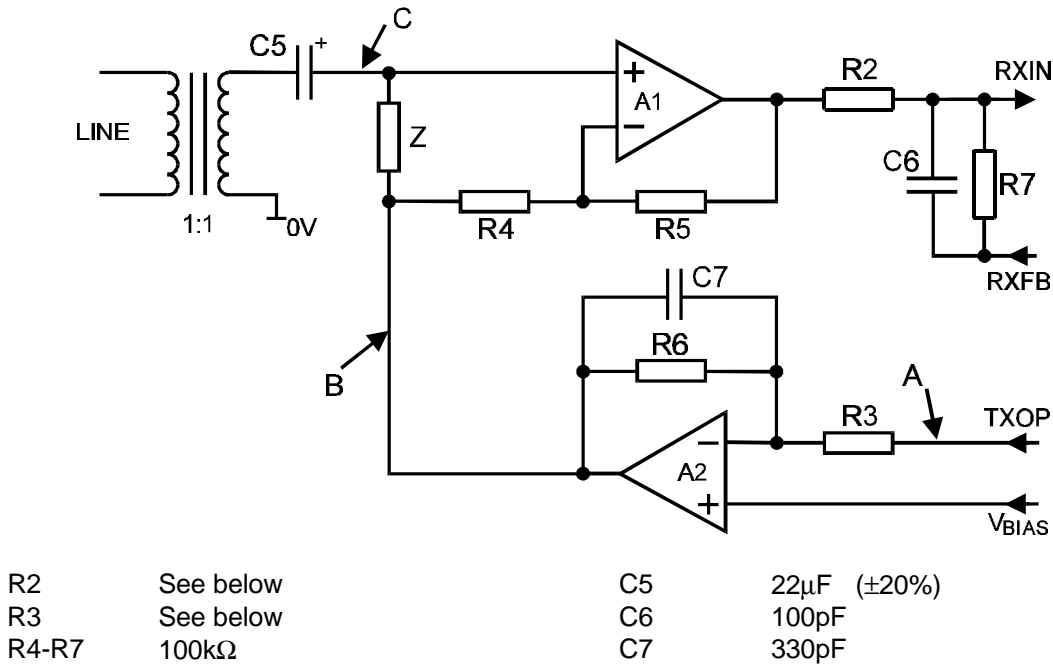 C
C5
+
+
A1
−
R2
RXIN
LINE
Z
C6
R7
1:1
0V
R4
R5
RXFB
C7
R6
B
A
R3
TXOP
−
A2
+
VBIAS
R2 See below C5 22µF (±20%)
R3 See below C6 100pF
R4-R7 100kΩ C7 330pF